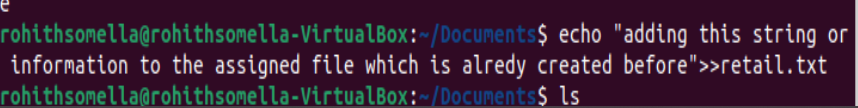 e
rohithsomella@rohithsomella-VirtualBox:~/Documents$ echo "adding this string or
 information to the assigned file which is alredy created before">>retail.txt
rohithsomella@rohithsomella-VirtualBox:~/Documents$ ls